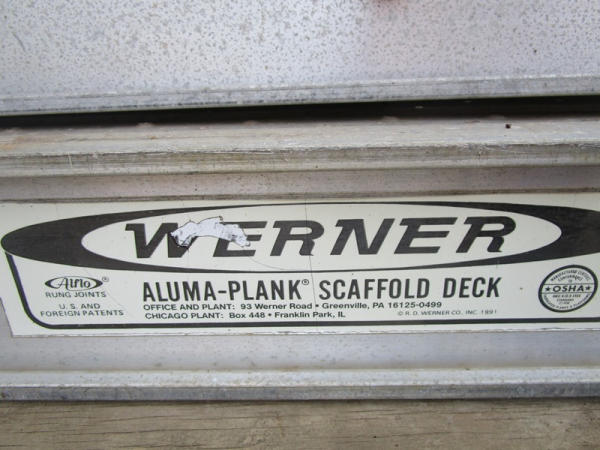 WERNER
Alflo®
RUNG JOINTS
U.S. AND
FOREIGN PATENTS
ALUMA-PLANK® SCAFFOLD DECK
OFFICE AND PLANT: 93 Werner Road • Greenville, PA 16125-0499
CHICAGO PLANT: Box 448 • Franklin Park, IL
© R.D. WERNER CO., INC. 1991
OSHA